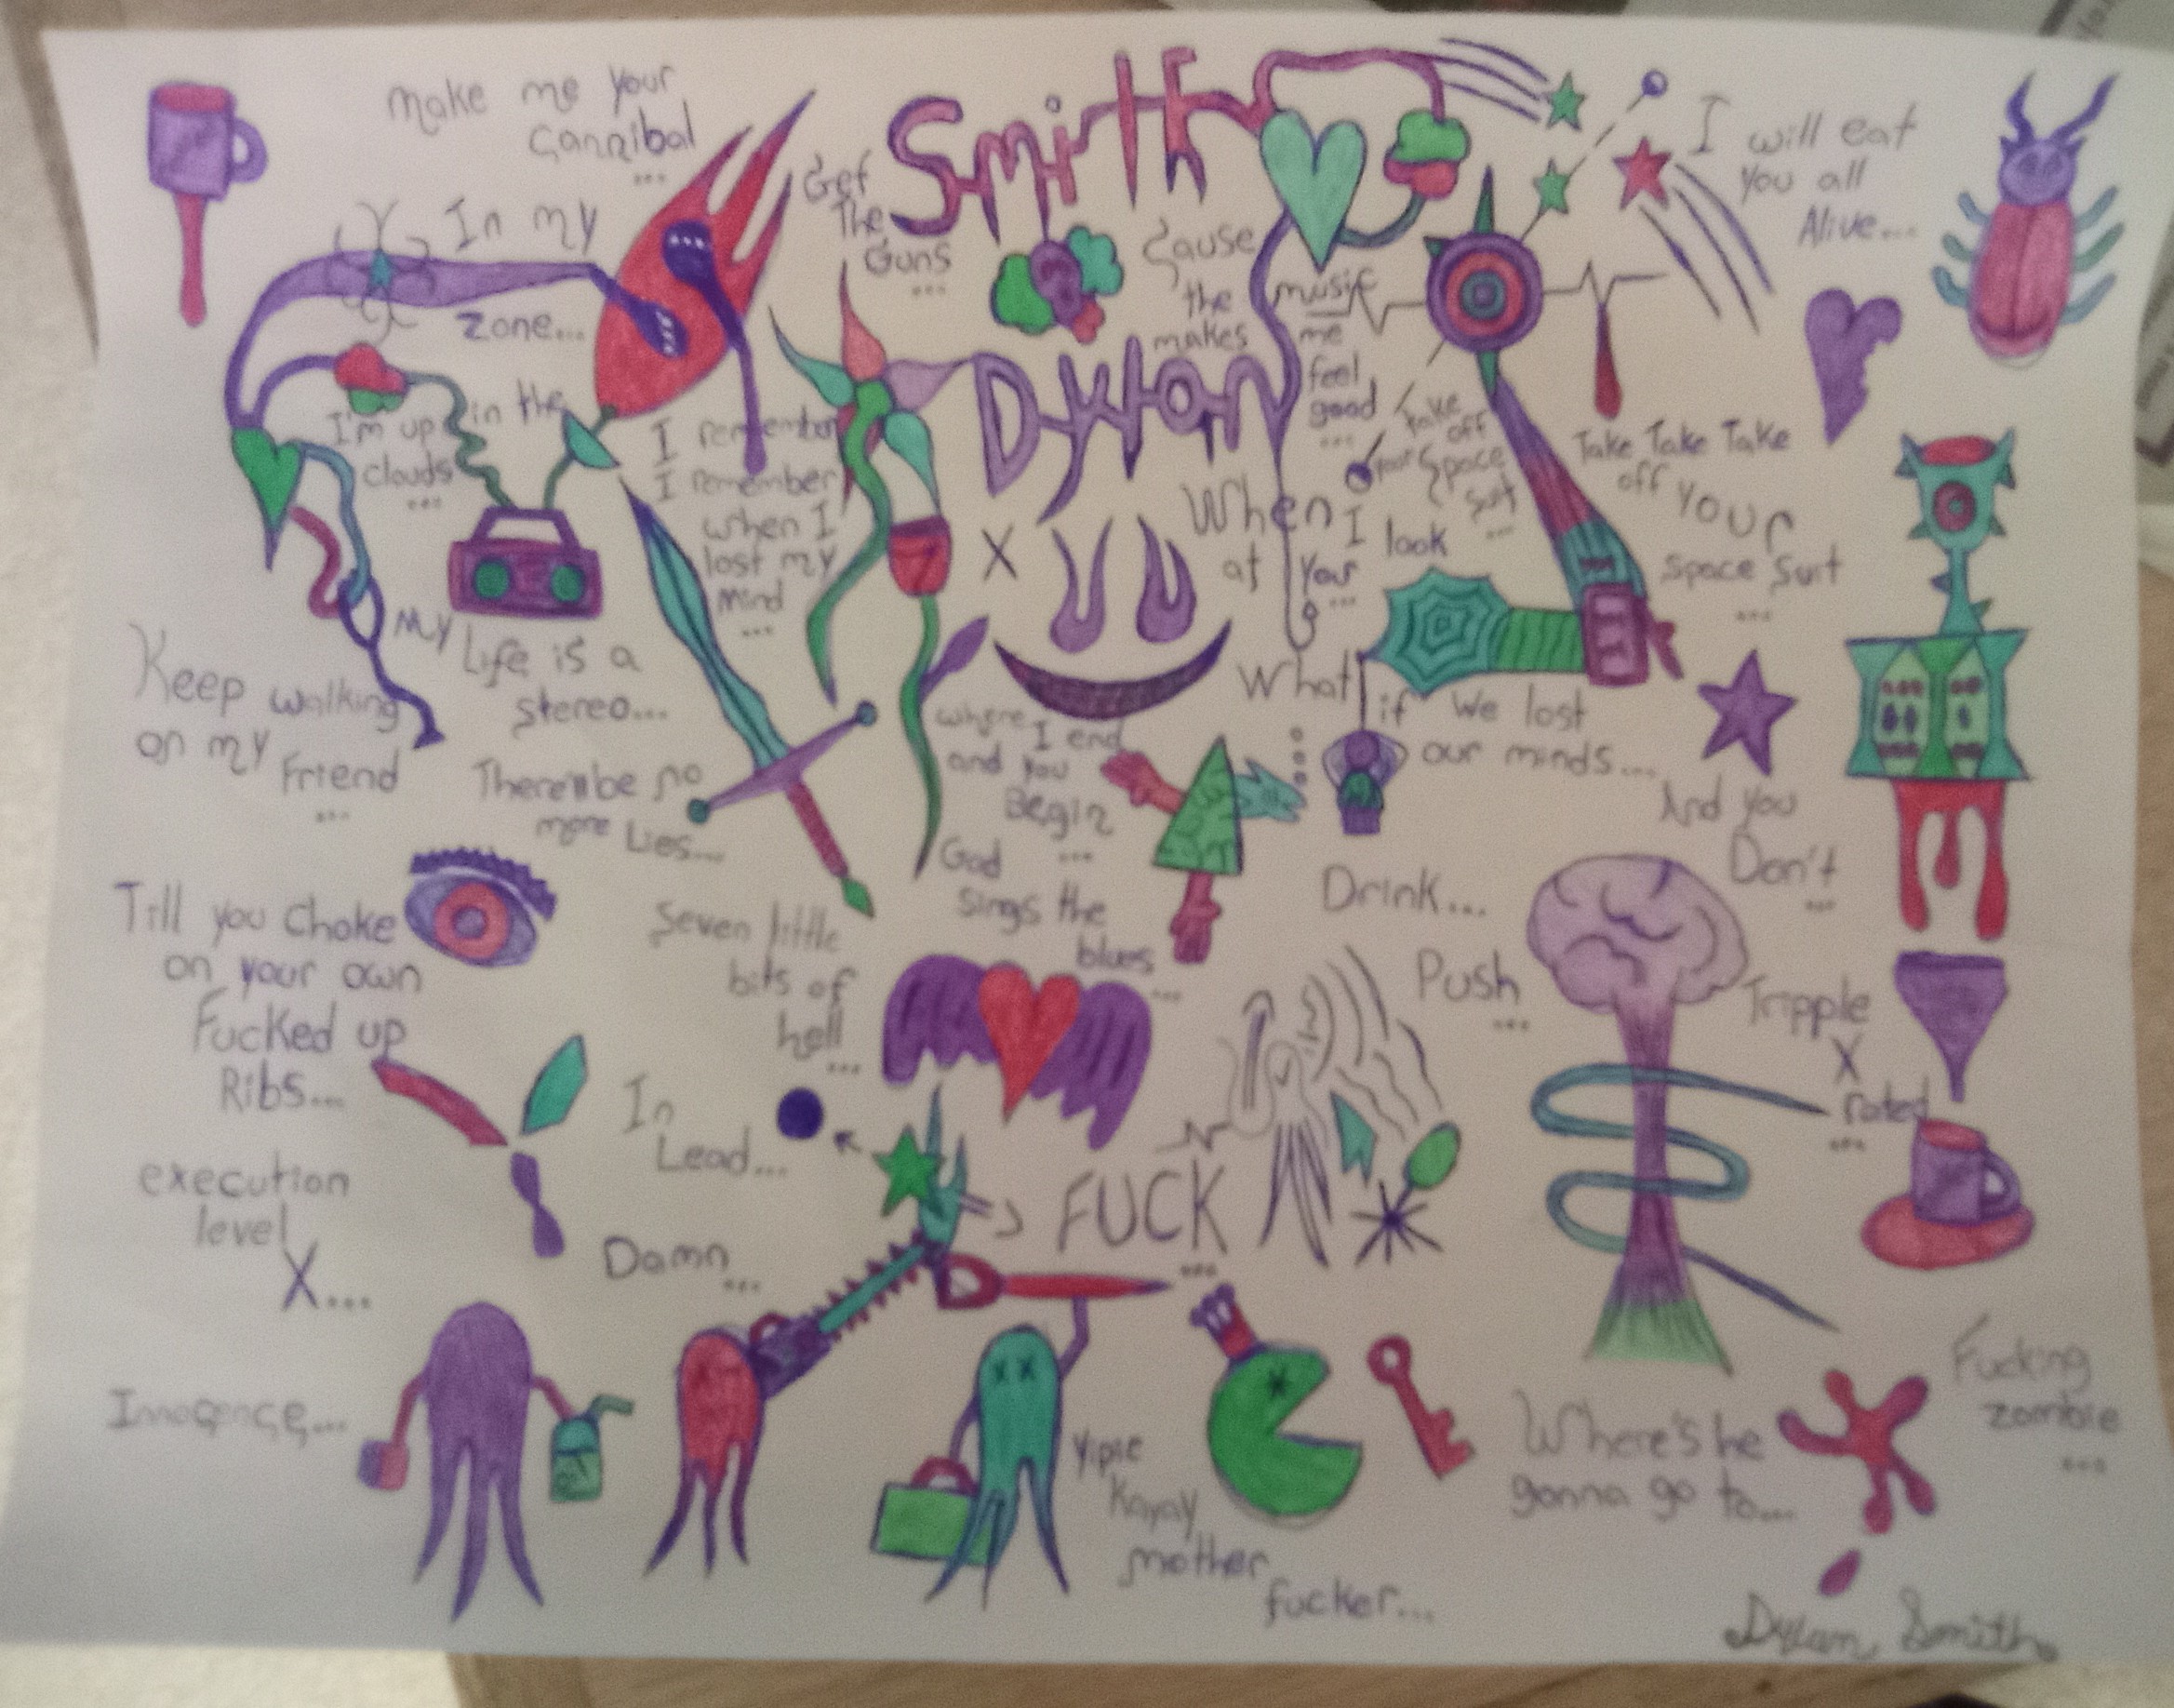 make me your
cannibal
...
In my
zone...
Get
The
Guns
...
Smith
Cause
the music
makes me
feel
good
...
I will eat
You all
Alive...
I'm up in the
clouds
...
I remember
I remember
when I
lost my
mind
...
Dylan
X
Take
off
your space
suit
...
Take Take Take
off your
space suit
...
When I look
at you
...
Keep walking
on my
Friend
...
My Life is a
stereo...
There'll be no
more Lies...
where I end
and you
Begin
...
What if we lost
our minds...
And you
Don't
...
Till you choke
on your own
Fucked up
Ribs...
Seven little
bits of
hell
...
God
sings the
blues
...
Drink...
Push
...
Tripple
X
rated
...
execution
level
X...
In
Lead...
Damn
...
FUCK
...
Yipie
Kayay
mother
fucker...
Where's he
gonna go to...
Fucking
zombie
...
Dylan Smith